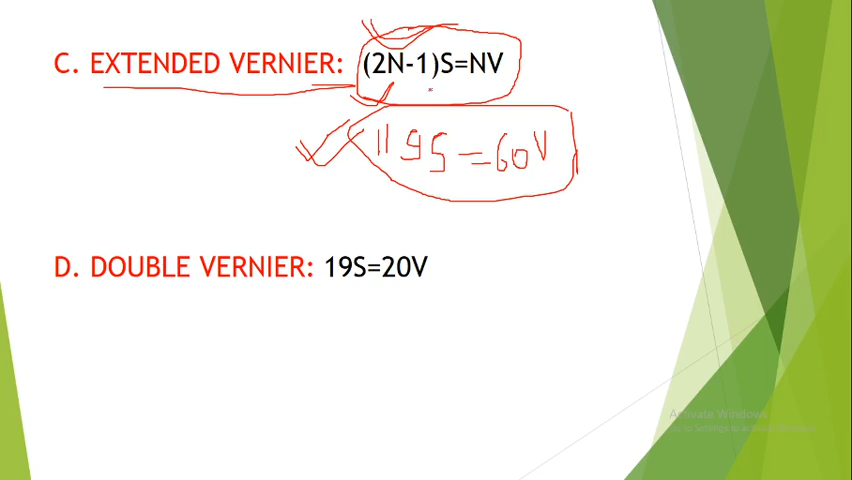 C. EXTENDED VERNIER: (2N-1)S=NV
119S=60V
D. DOUBLE VERNIER: 19S=20V
Activate Windows